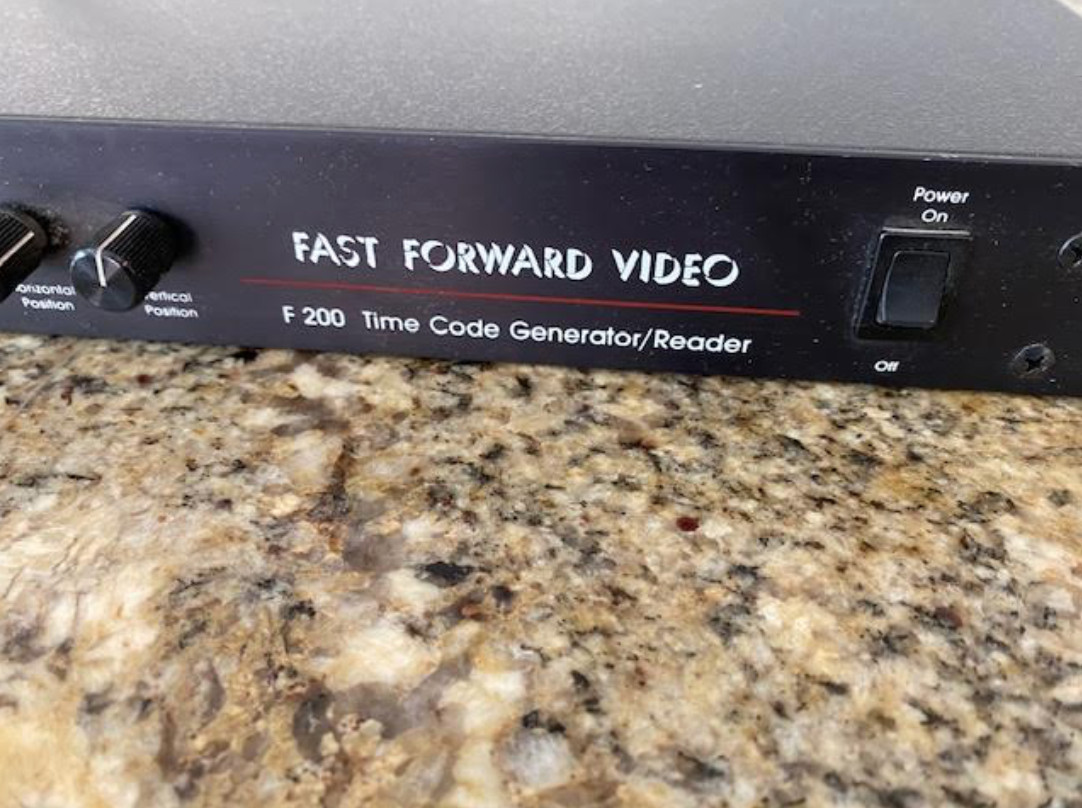 Power
On
FAST FORWARD VIDEO
Position
Position
F 200 Time Code Generator/Reader
Off